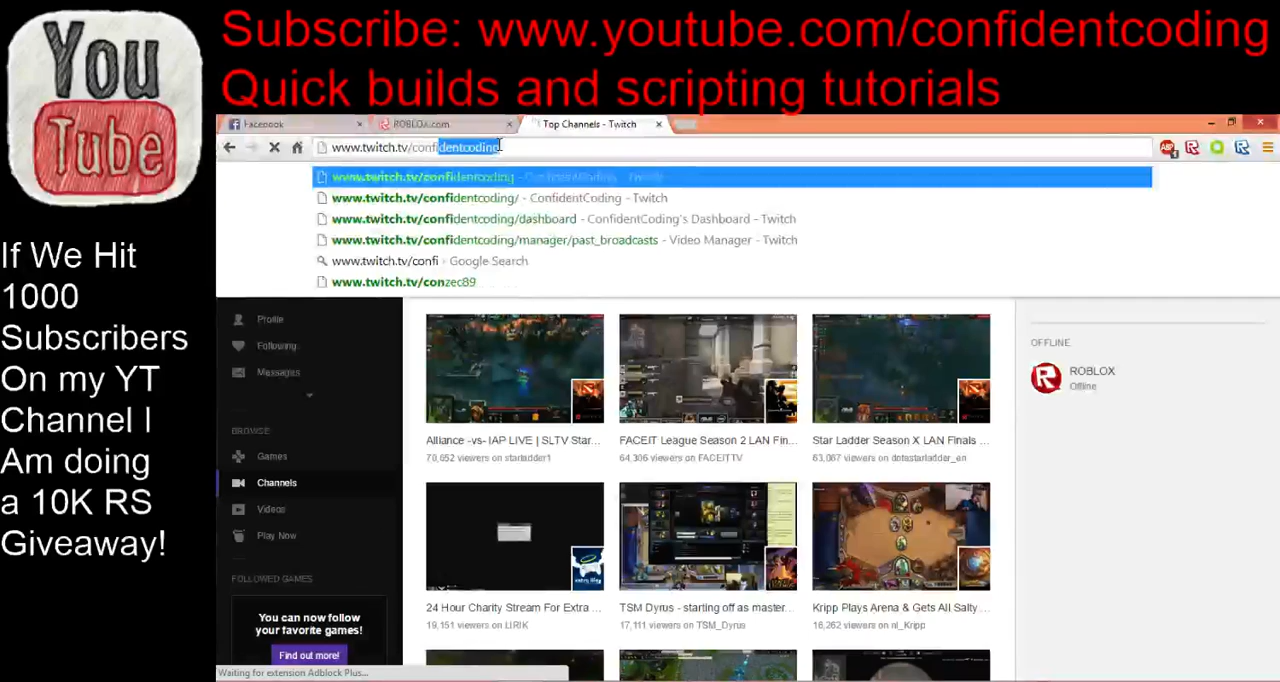 You
Tube
Subscribe: www.youtube.com/confidentcoding
Quick builds and scripting tutorials
If We Hit
1000
Subscribers
On my YT
Channel I
Am doing
a 10K RS
Giveaway!
Facebook
ROBLOX.com
Top Channels - Twitch
www.twitch.tv/confidentcoding
ABP
www.twitch.tv/confidentcoding - ConfidentCoding - Twitch
www.twitch.tv/confidentcoding/ - ConfidentCoding - Twitch
www.twitch.tv/confidentcoding/dashboard - ConfidentCoding's Dashboard - Twitch
www.twitch.tv/confidentcoding/manager/past_broadcasts - Video Manager - Twitch
www.twitch.tv/confi - Google Search
www.twitch.tv/conzec89
Profile
Following
Messages
BROWSE
Games
Channels
Videos
Play Now
FOLLOWED GAMES
You can now follow
your favorite games!
Find out more!
Alliance -vs- IAP LIVE | SLTV Star...
70,652 viewers on starladder1
FACEIT League Season 2 LAN Fin...
64,306 viewers on FACEITTV
Star Ladder Season X LAN Finals ...
63,067 viewers on dotastarladder_en
24 Hour Charity Stream For Extra ...
19,151 viewers on LIRIK
TSM Dyrus - starting off as master...
17,111 viewers on TSM_Dyrus
Kripp Plays Arena & Gets All Salty ...
16,262 viewers on nl_Kripp
OFFLINE
ROBLOX
Offline
Waiting for extension Adblock Plus...